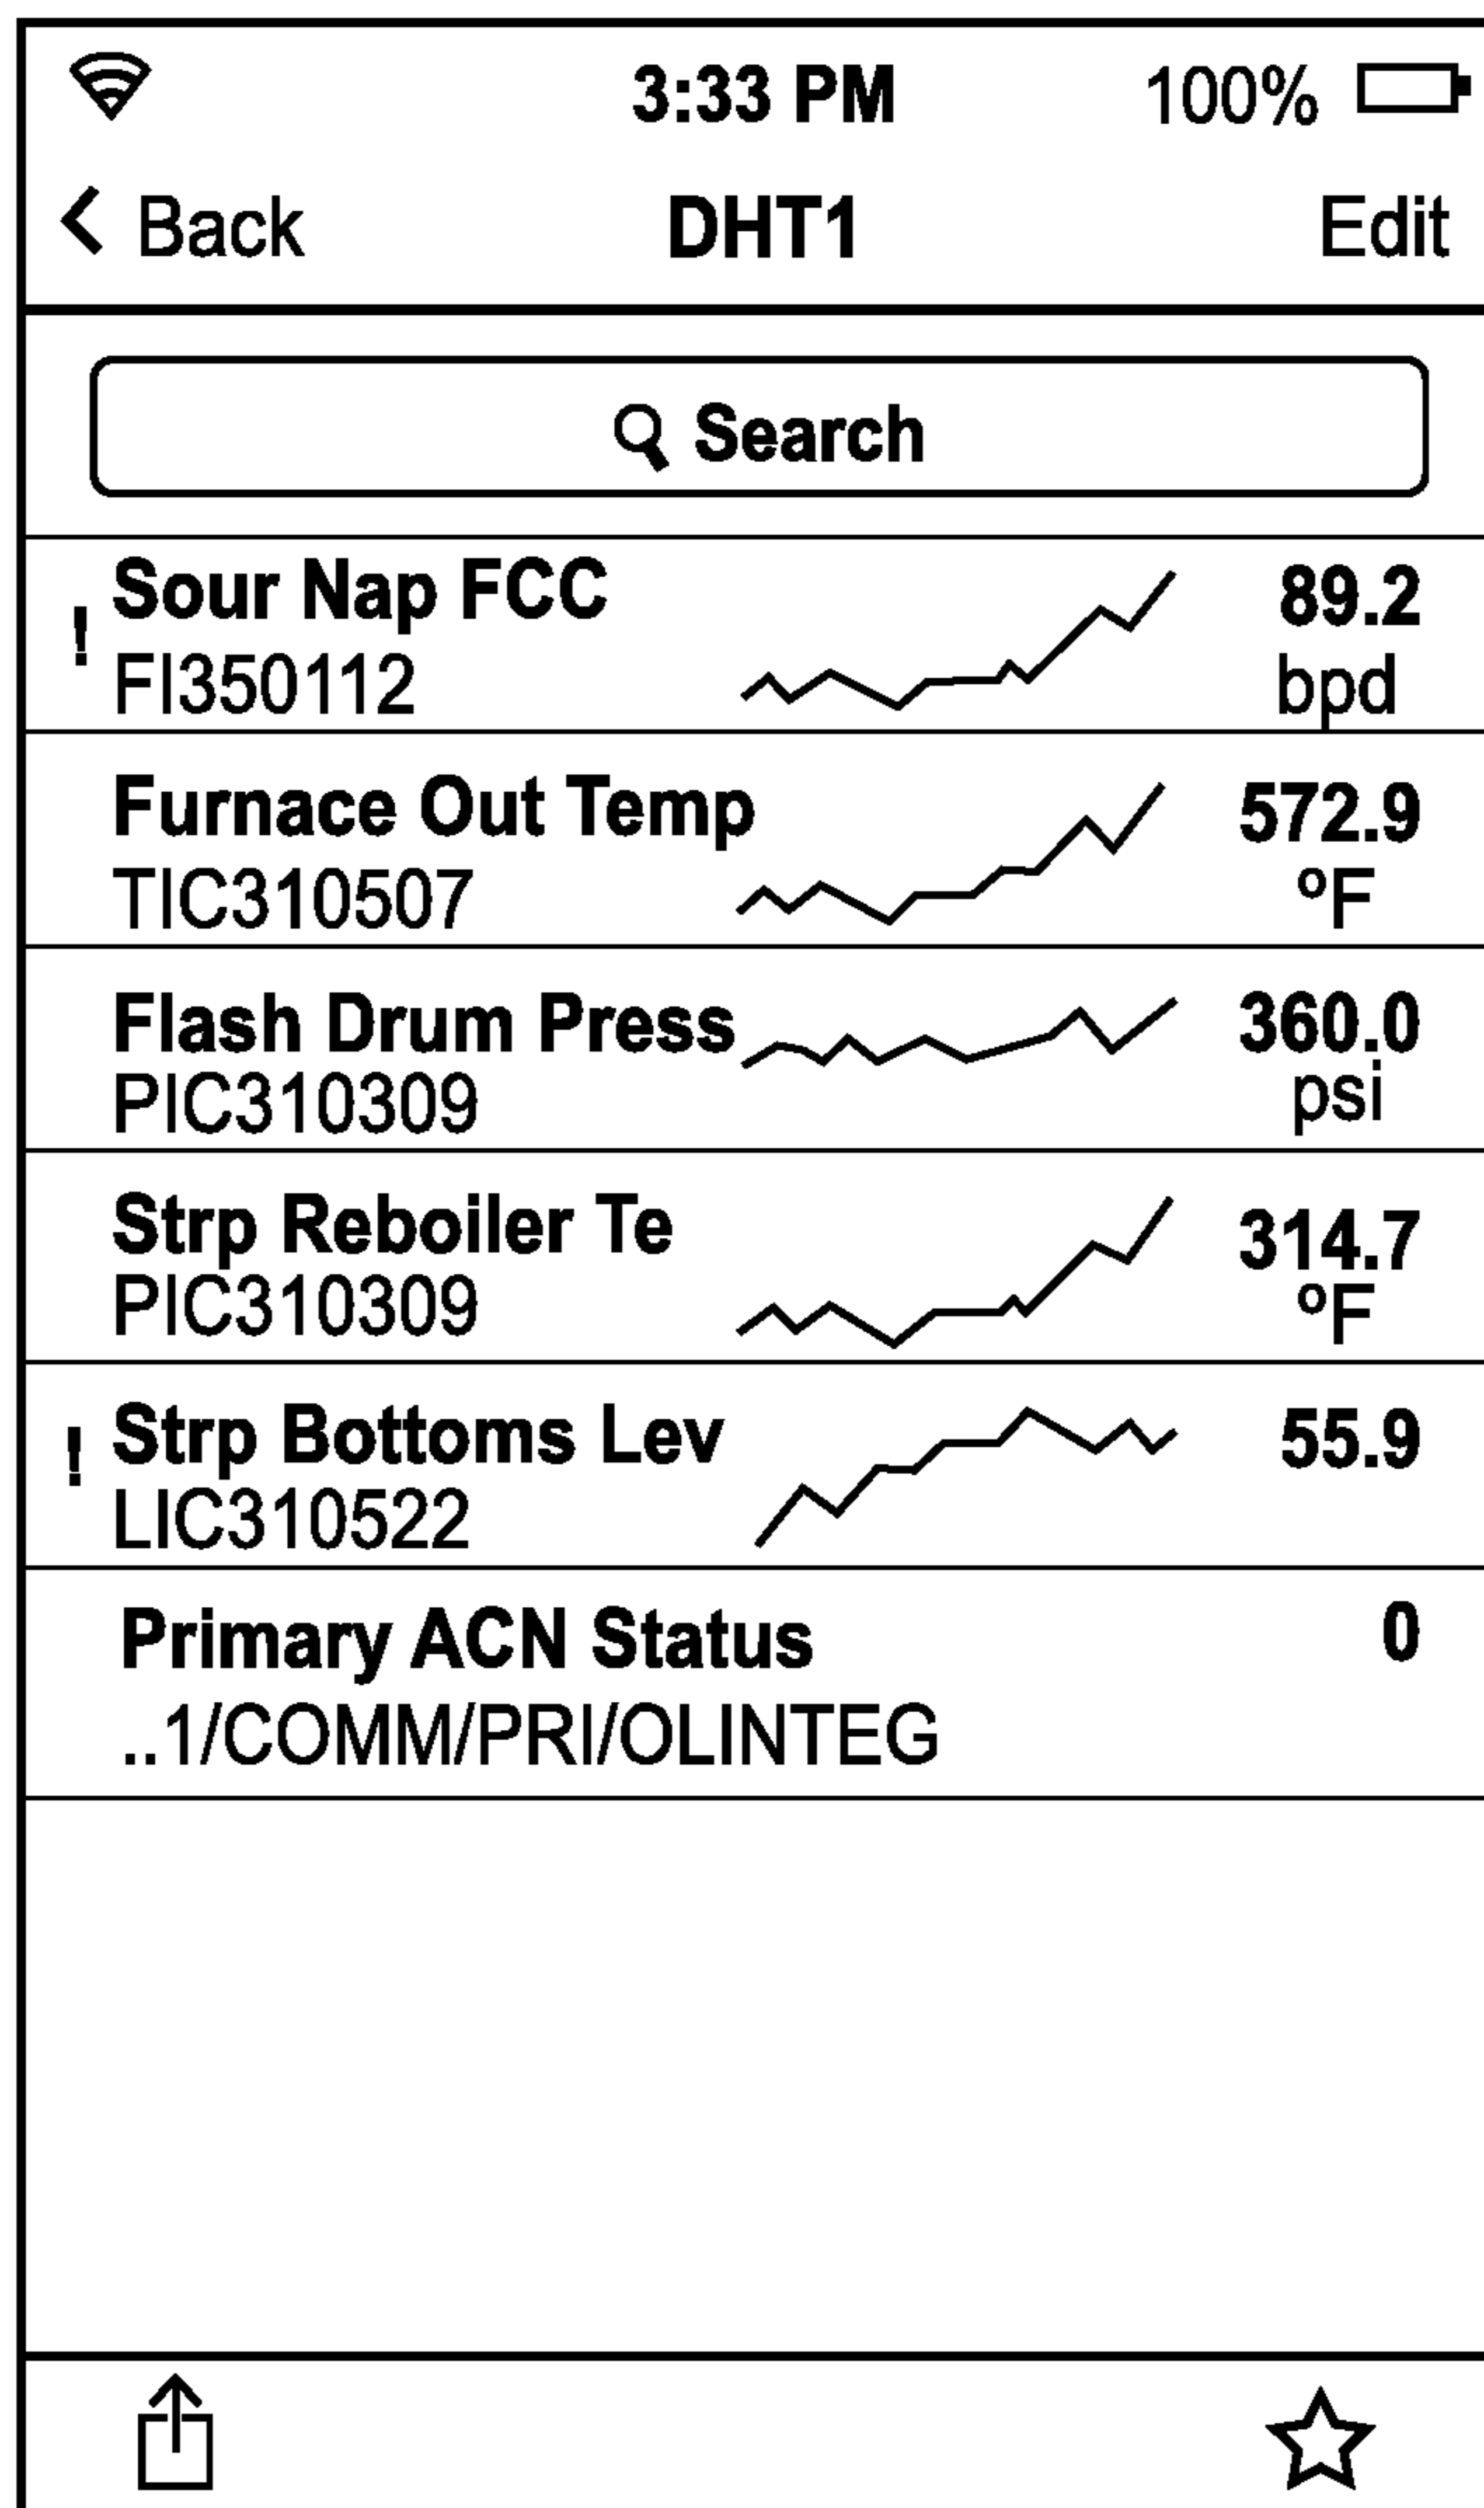 3:33 PM 100%
Back DHT1 Edit
Search
! Sour Nap FCC 89.2
FI350112 bpd
Furnace Out Temp 572.9
TIC310507 ºF
Flash Drum Press 360.0
PIC310309 psi
Strp Reboiler Te 314.7
PIC310309 ºF
! Strp Bottoms Lev 55.9
LIC310522
Primary ACN Status 0
..1/COMM/PRI/OLINTEG